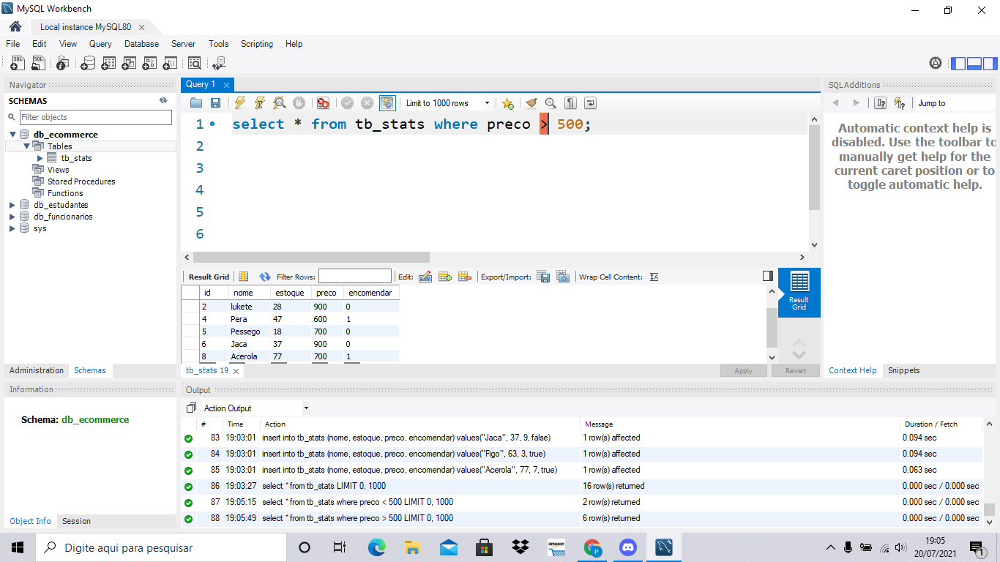 MySQL Workbench
Local instance MySQL80
File Edit View Query Database Server Tools Scripting Help
Navigator
SCHEMAS
Filter objects
db_ecommerce
Tables
tb_stats
Views
Stored Procedures
Functions
db_estudantes
db_funcionarios
sys
Administration Schemas
Information
Schema: db_ecommerce
Object Info Session
Query 1
Limit to 1000 rows
1 select * from tb_stats where preco > 500;
2
3
4
5
6
Result Grid Filter Rows: Edit: Export/Import: Wrap Cell Content:
id nome estoque preco encomendar
2 lukete 28 900 0
4 Pera 47 600 1
5 Pessego 18 700 0
6 Jaca 37 900 0
8 Acerola 77 700 1
Result
Grid
tb_stats 19 Apply Revert
SQLAdditions
Jump to
Automatic context help is
disabled. Use the toolbar to
manually get help for the
current caret position or to
toggle automatic help.
Context Help Snippets
Output
Action Output
# Time Action Message Duration / Fetch
83 19:03:01 insert into tb_stats (nome, estoque, preco, encomendar) values("Jaca", 37, 9, false) 1 row(s) affected 0.094 sec
84 19:03:01 insert into tb_stats (nome, estoque, preco, encomendar) values("Figo", 63, 3, true) 1 row(s) affected 0.094 sec
85 19:03:01 insert into tb_stats (nome, estoque, preco, encomendar) values("Acerola", 77, 7, true) 1 row(s) affected 0.063 sec
86 19:03:27 select * from tb_stats LIMIT 0, 1000 16 row(s) returned 0.000 sec / 0.000 sec
87 19:05:15 select * from tb_stats where preco < 500 LIMIT 0, 1000 2 row(s) returned 0.000 sec / 0.000 sec
88 19:05:49 select * from tb_stats where preco > 500 LIMIT 0, 1000 6 row(s) returned 0.000 sec / 0.000 sec
Digite aqui para pesquisar
amazon
P
19:05
20/07/2021
1